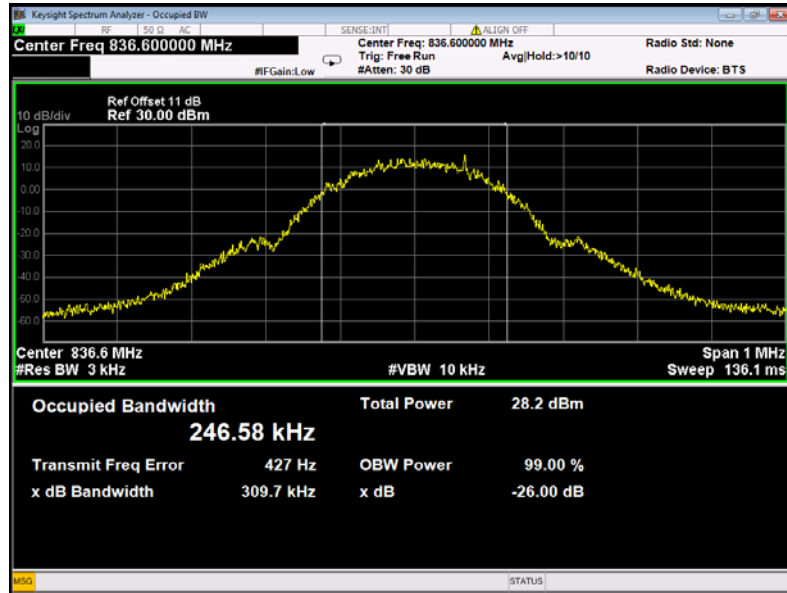 Keysight Spectrum Analyzer - Occupied BW
RF 50 Ω AC SENSE:INT ALIGN OFF
Center Freq 836.600000 MHz
Center Freq: 836.600000 MHz
Radio Std: None
Trig: Free Run Avg|Hold:>10/10
#IFGain:Low #Atten: 30 dB Radio Device: BTS
Ref Offset 11 dB
10 dB/div Ref 30.00 dBm
Log
20.0
10.0
0.00
-10.0
-20.0
-30.0
-40.0
-50.0
-60.0
Center 836.6 MHz Span 1 MHz
#Res BW 3 kHz #VBW 10 kHz Sweep 136.1 ms
Occupied Bandwidth Total Power 28.2 dBm
246.58 kHz
Transmit Freq Error 427 Hz OBW Power 99.00 %
x dB Bandwidth 309.7 kHz x dB -26.00 dB
MSG STATUS